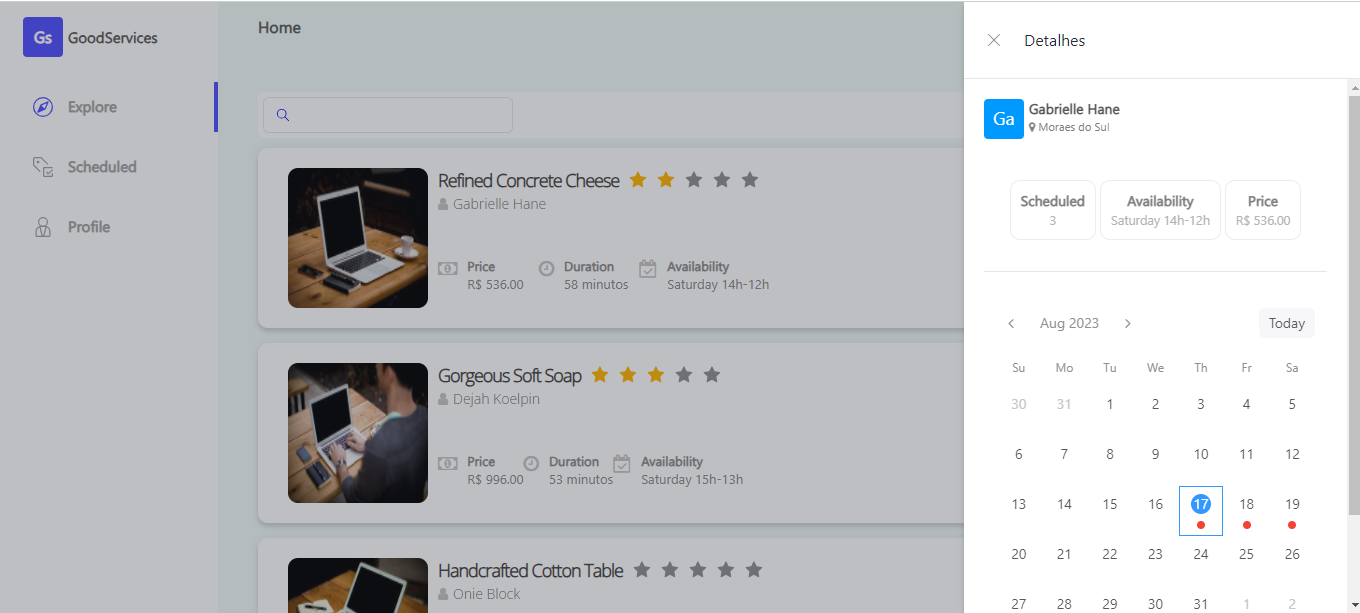 Gs GoodServices
Explore
Scheduled
Profile
Home
Refined Concrete Cheese
Gabrielle Hane
Price Duration Availability
R$ 536.00 58 minutos Saturday 14h-12h
Gorgeous Soft Soap
Dejah Koelpin
Price Duration Availability
R$ 996.00 53 minutos Saturday 15h-13h
Handcrafted Cotton Table
Onie Block
Detalhes
Ga Gabrielle Hane
Moraes do Sul
Scheduled Availability Price
3 Saturday 14h-12h R$ 536.00
Aug 2023 Today
Su Mo Tu We Th Fr Sa
30 31 1 2 3 4 5
6 7 8 9 10 11 12
13 14 15 16 17 18 19
20 21 22 23 24 25 26
27 28 29 30 31 1 2